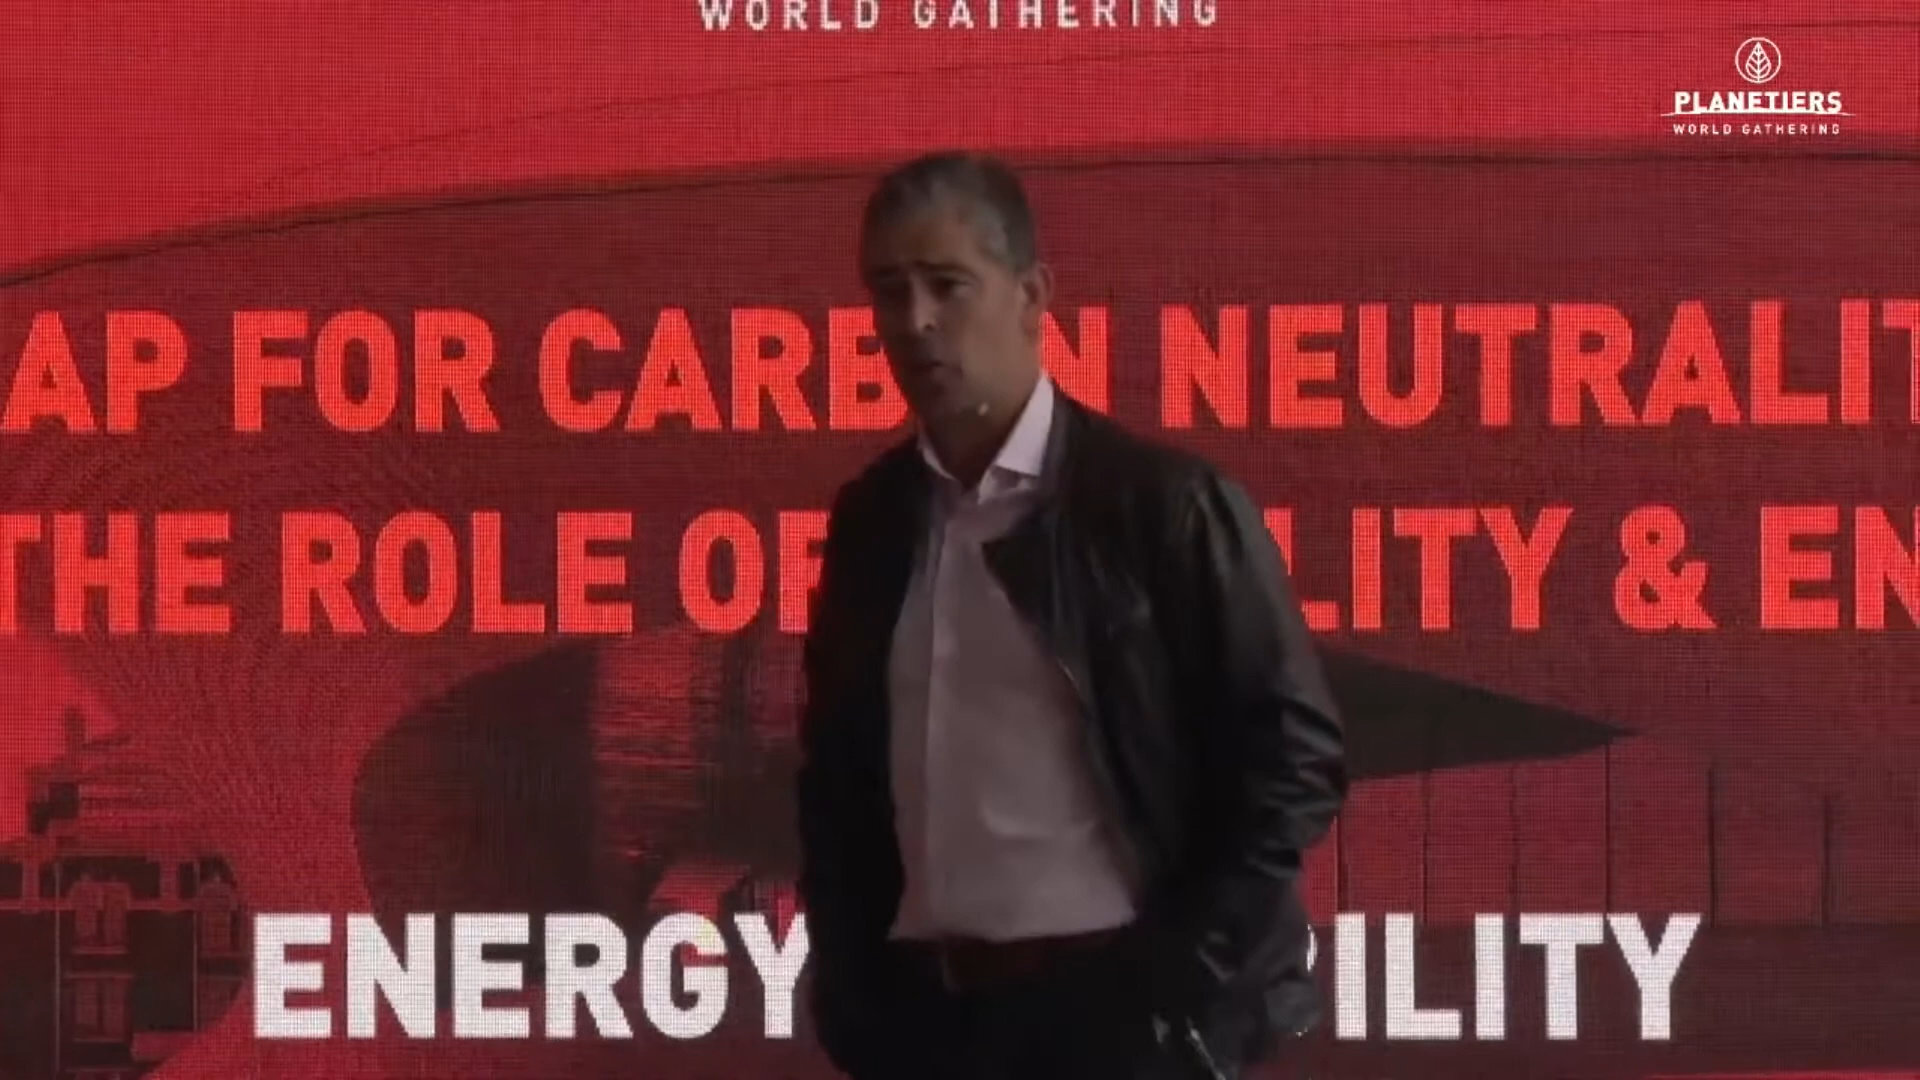 WORLD GATHERING
PLANETIERS
WORLD GATHERING
AP FOR CARB N NEUTRALIT
THE ROLE OF LITY & EN
ENERGY ILITY